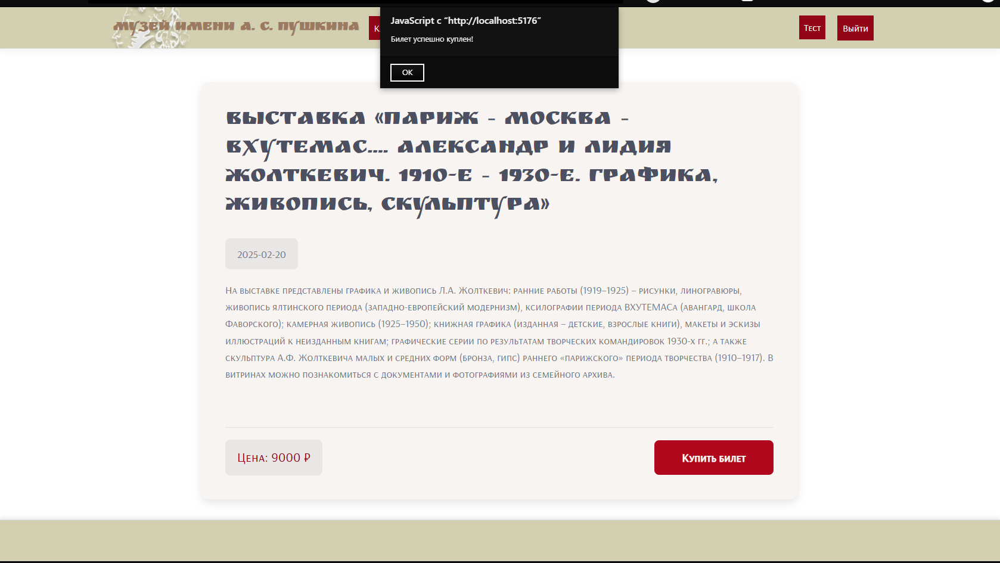 Музей имени А. С. Пушкина
JavaScript с “http://localhost:5176”
Билет успешно куплен!
OK
Тест
Выйти
Выставка «Париж - Москва -
ВХУТЕМАС.... Александр и Лидия
Жолткевич. 1910-е - 1930-е. Графика,
живопись, скульптура»
2025-02-20
На выставке представлены графика и живопись Л.А. Жолткевич: ранние работы (1919–1925) – рисунки, линогравюры,
живопись ялтинского периода (западно-европейский модернизм), ксилографии периода ВХУТЕМАСа (авангард, школа
Фаворского); камерная живопись (1925–1950); книжная графика (изданная – детские, взрослые книги), макеты и эскизы
иллюстраций к неизданным книгам; графические серии по результатам творческих командировок 1930-х гг.; а также
скульптура А.Ф. Жолткевича малых и средних форм (бронза, гипс) раннего «парижского» периода творчества (1910–1917). В
витринах можно познакомиться с документами и фотографиями из семейного архива.
Цена: 9000 ₽
Купить билет